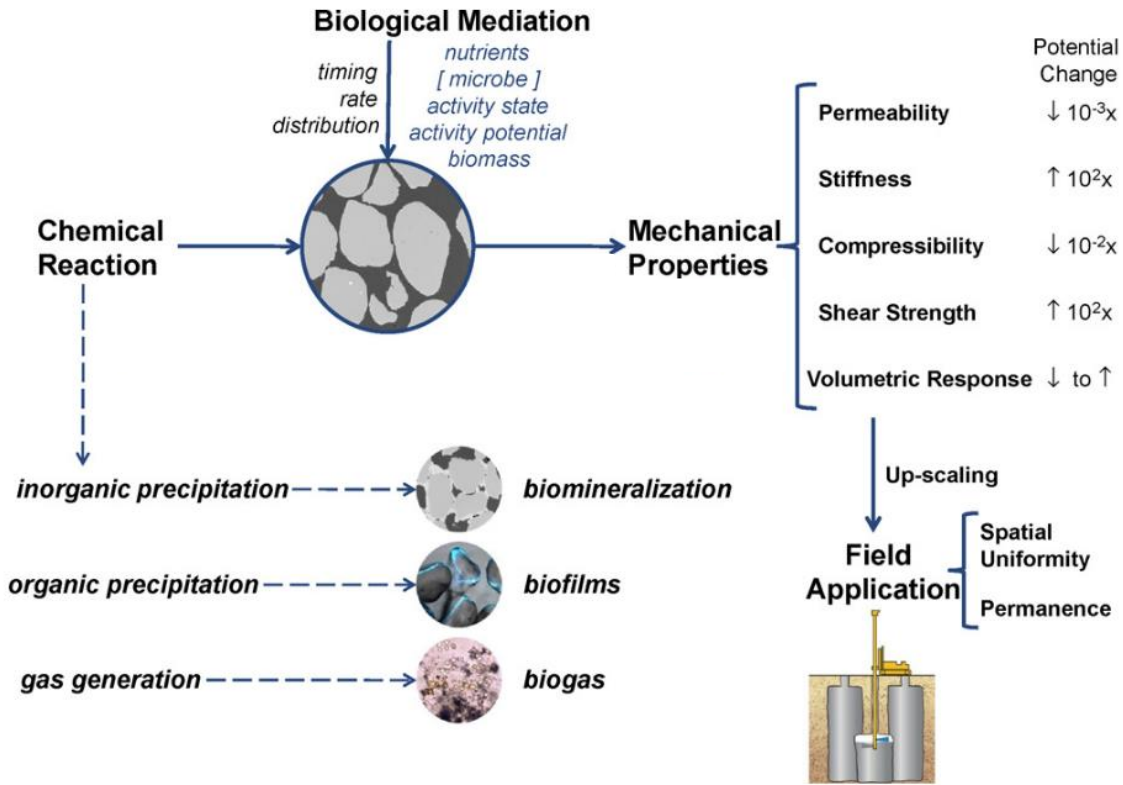 Biological Mediation
timing
rate
distribution
nutrients
[ microbe ]
activity state
activity potential
biomass
Chemical
Reaction
Mechanical
Properties
Potential
Change
Permeability ↓ 10⁻³x
Stiffness ↑ 10²x
Compressibility ↓ 10⁻²x
Shear Strength ↑ 10²x
Volumetric Response ↓ to ↑
inorganic precipitation
biomineralization
organic precipitation
biofilms
gas generation
biogas
Up-scaling
Field
Application
Spatial
Uniformity
Permanence